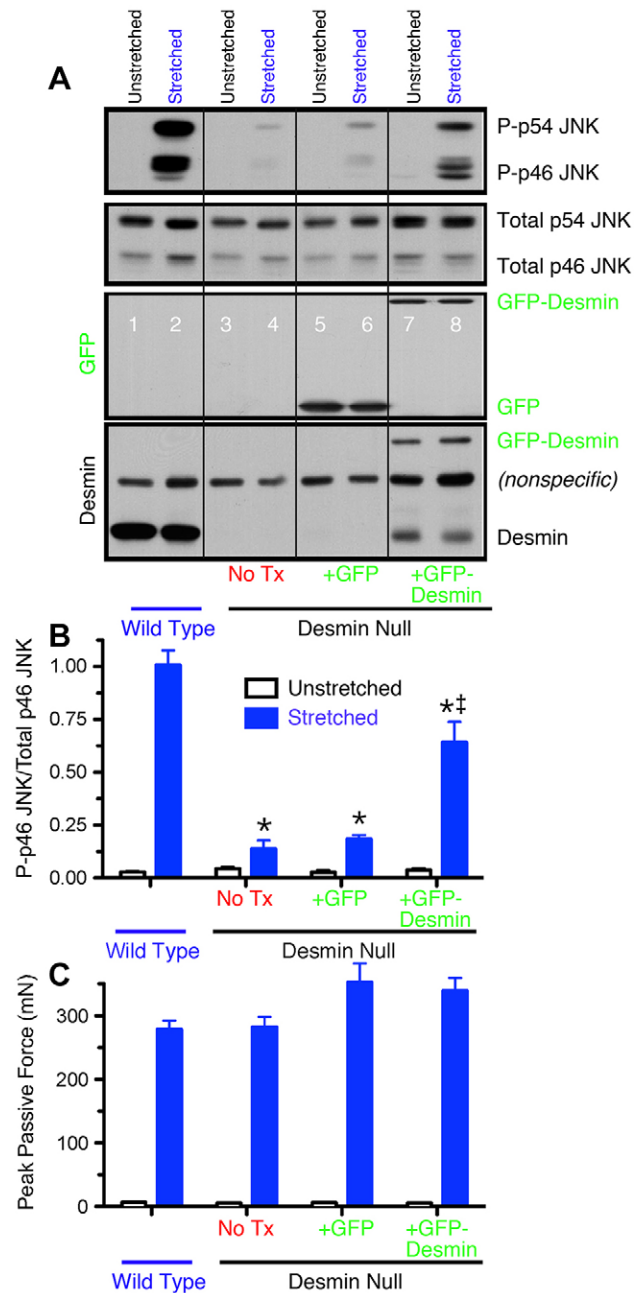 A
Unstretched Stretched Unstretched Stretched Unstretched Stretched Unstretched Stretched
P-p54 JNK
P-p46 JNK
Total p54 JNK
Total p46 JNK
GFP
1 2 3 4 5 6 7 8
GFP-Desmin
GFP
Desmin
GFP-Desmin
(nonspecific)
Desmin
No Tx +GFP +GFP-
Desmin
Wild Type Desmin Null
B
P-p46 JNK/Total p46 JNK
1.00
0.75
0.50
0.25
0.00
Unstretched
Stretched
* * *‡
No Tx +GFP +GFP-
Desmin
Wild Type Desmin Null
C
Peak Passive Force (mN)
300
200
100
0
No Tx +GFP +GFP-
Desmin
Wild Type Desmin Null